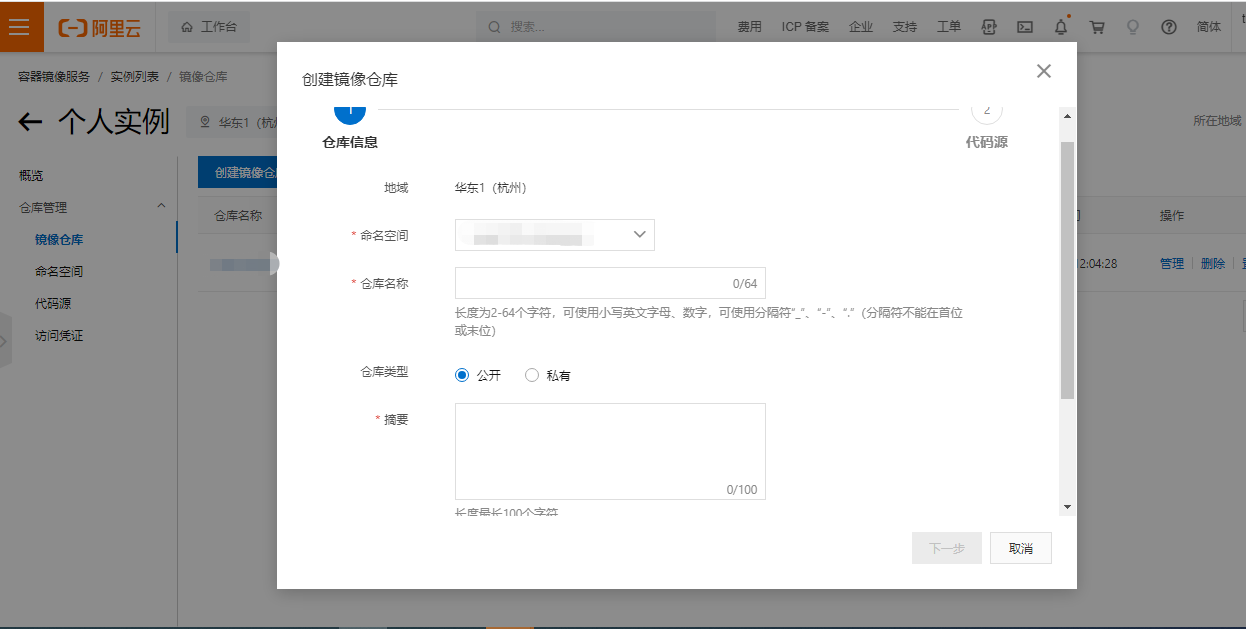 阿里云
工作台
搜索...
费用
ICP 备案
企业
支持
工单
简体
容器镜像服务 / 实例列表 / 镜像仓库
个人实例
华东1（杭
所在地域
概览
仓库管理
镜像仓库
命名空间
代码源
访问凭证
创建镜像仓
仓库名称
操作
2:04:28
管理
删除
创建镜像仓库
1
仓库信息
2
代码源
地域
华东1（杭州）
* 命名空间
* 仓库名称
0/64
长度为2-64个字符，可使用小写英文字母、数字，可使用分隔符“_”、“-”、“.”（分隔符不能在首位
或末位）
仓库类型
公开
私有
* 摘要
0/100
长度最长100个字符
下一步
取消